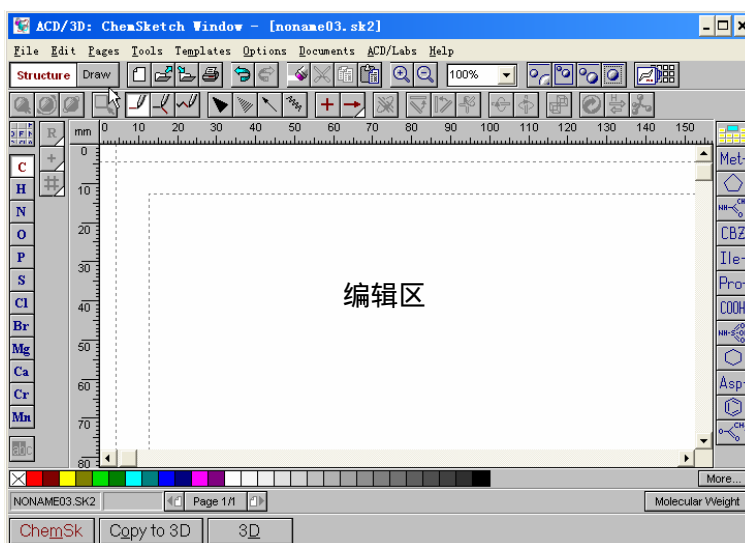 ACD/3D: ChemSketch Window - [noname03.sk2]
File Edit Pages Tools Templates Options Documents ACD/Labs Help
Structure Draw 100%
mm 0 10 20 30 40 50 60 70 80 90 100 110 120 130 140 150
R
C
H
N
O
P
S
Cl
Br
Mg
Ca
Cr
Mn
abc
0
10
20
30
40
50
60
70
80
编辑区
Met-
CBZ
Ile-
Pro-
COOH
Asp-
More...
NONAME03.SK2 Page 1/1 Molecular Weight
ChemSk Copy to 3D 3D